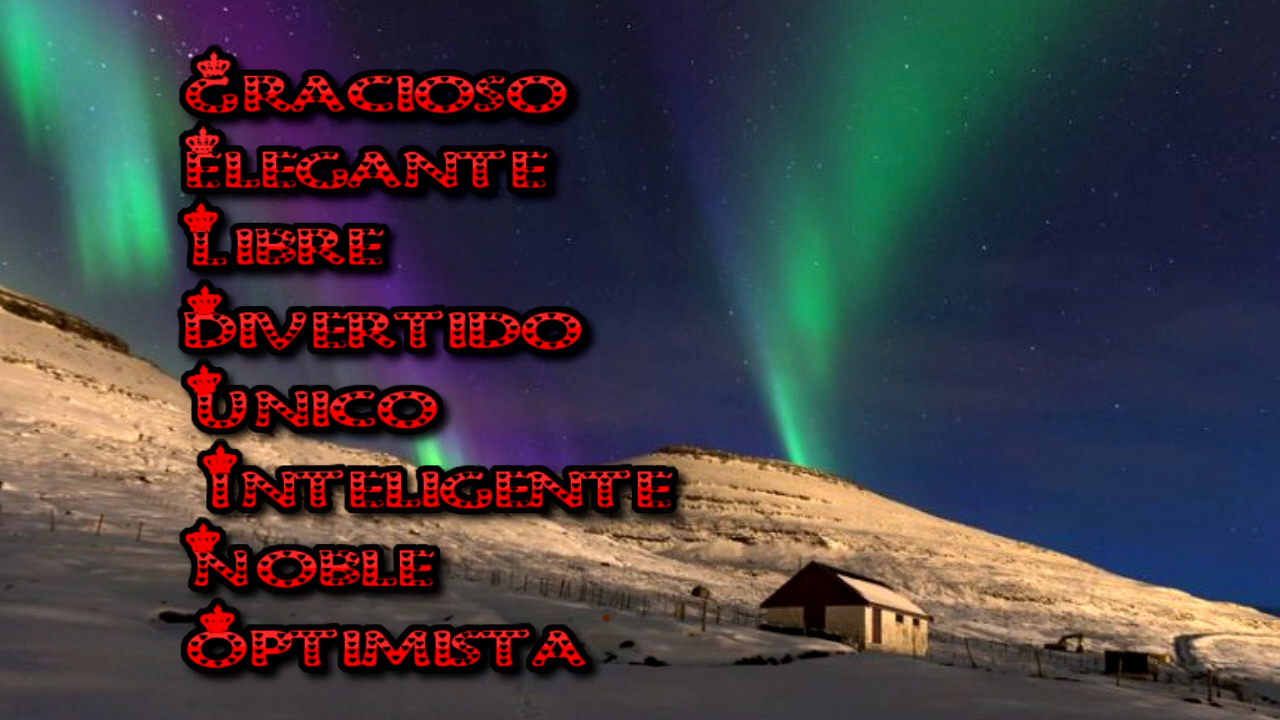 Gracioso
Elegante
Libre
Divertido
Unico
Inteligente
Noble
Optimista